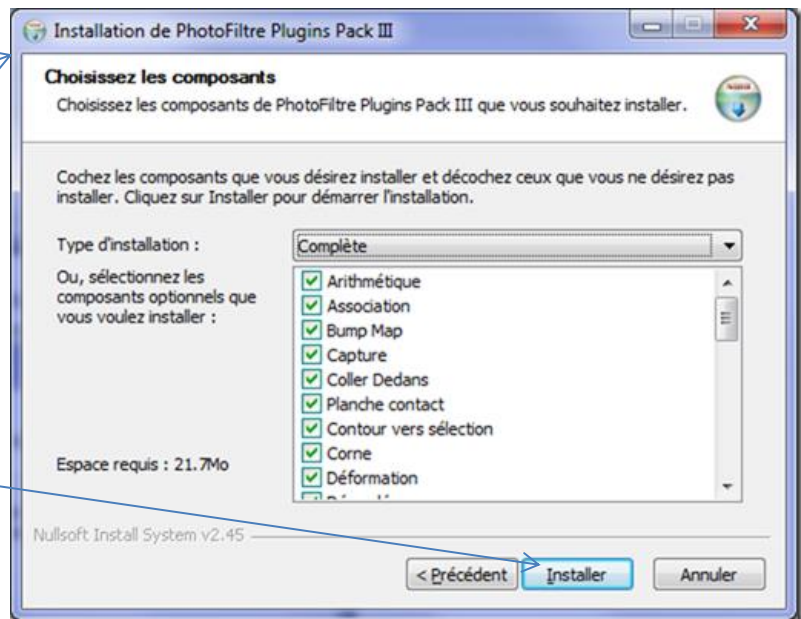 Installation de PhotoFiltre Plugins Pack III
Choisissez les composants
Choisissez les composants de PhotoFiltre Plugins Pack III que vous souhaitez installer.
Cochez les composants que vous désirez installer et décochez ceux que vous ne désirez pas
installer. Cliquez sur Installer pour démarrer l'installation.
Type d'installation :
Complète
Ou, sélectionnez les
composants optionnels que
vous voulez installer :
Arithmétique
Association
Bump Map
Capture
Coller Dedans
Planche contact
Contour vers sélection
Corne
Déformation
Espace requis : 21.7Mo
Nullsoft Install System v2.45
< Précédent
Installer
Annuler